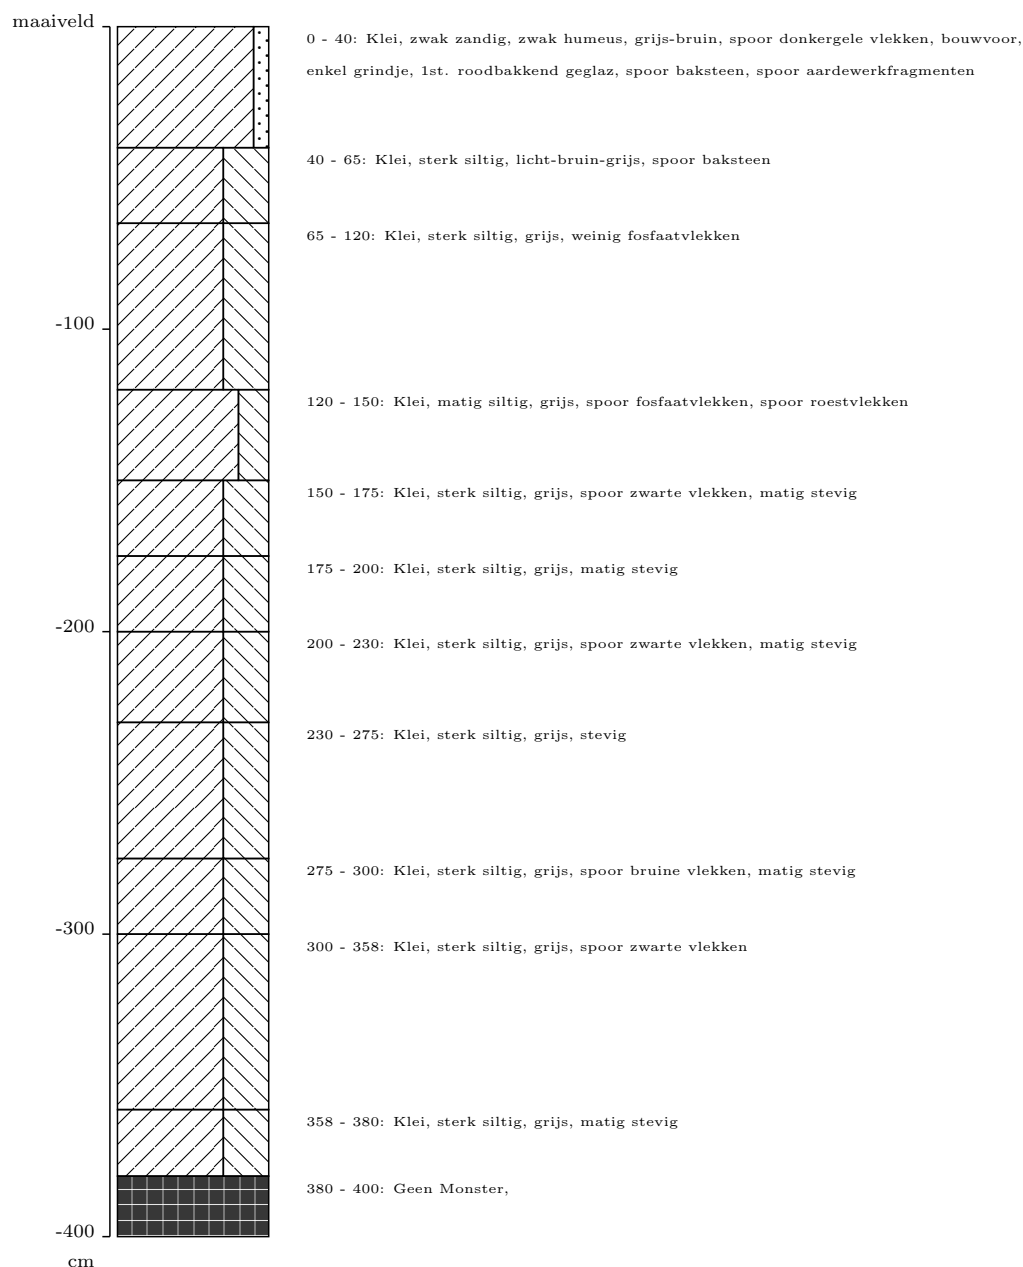 maaiveld
0 - 40: Klei, zwak zandig, zwak humeus, grijs-bruin, spoor donkergele vlekken, bouwvoor,
enkel grindje, 1st. roodbakkend geglaz, spoor baksteen, spoor aardewerkfragmenten
40 - 65: Klei, sterk siltig, licht-bruin-grijs, spoor baksteen
65 - 120: Klei, sterk siltig, grijs, weinig fosfaatvlekken
-100
120 - 150: Klei, matig siltig, grijs, spoor fosfaatvlekken, spoor roestvlekken
150 - 175: Klei, sterk siltig, grijs, spoor zwarte vlekken, matig stevig
175 - 200: Klei, sterk siltig, grijs, matig stevig
-200
200 - 230: Klei, sterk siltig, grijs, spoor zwarte vlekken, matig stevig
230 - 275: Klei, sterk siltig, grijs, stevig
275 - 300: Klei, sterk siltig, grijs, spoor bruine vlekken, matig stevig
-300
300 - 358: Klei, sterk siltig, grijs, spoor zwarte vlekken
358 - 380: Klei, sterk siltig, grijs, matig stevig
380 - 400: Geen Monster,
-400
cm